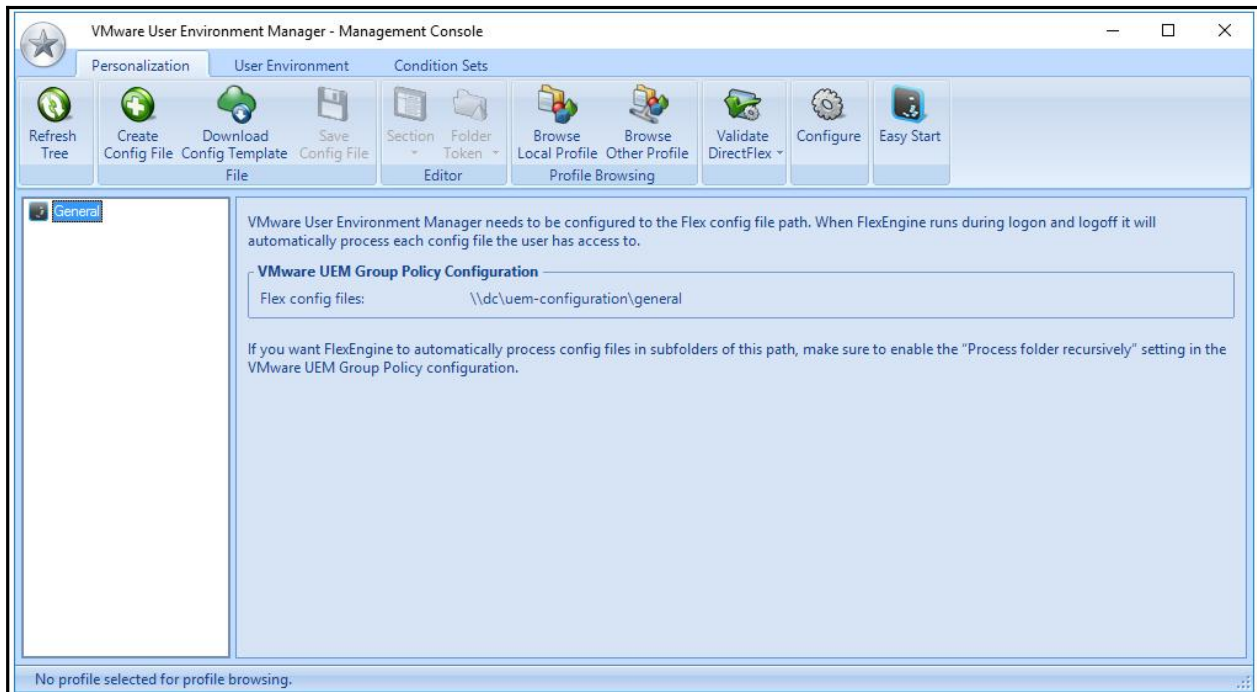 VMware User Environment Manager - Management Console
Personalization User Environment Condition Sets
Refresh Tree
Create Config File
Download Config Template
Save Config File
Section
Folder Token
Browse Local Profile
Browse Other Profile
Validate DirectFlex
Configure
Easy Start
File Editor Profile Browsing
General
VMware User Environment Manager needs to be configured to the Flex config file path. When FlexEngine runs during logon and logoff it will
automatically process each config file the user has access to.
VMware UEM Group Policy Configuration
Flex config files: \\dc\uem-configuration\general
If you want FlexEngine to automatically process config files in subfolders of this path, make sure to enable the "Process folder recursively" setting in the
VMware UEM Group Policy configuration.
No profile selected for profile browsing.